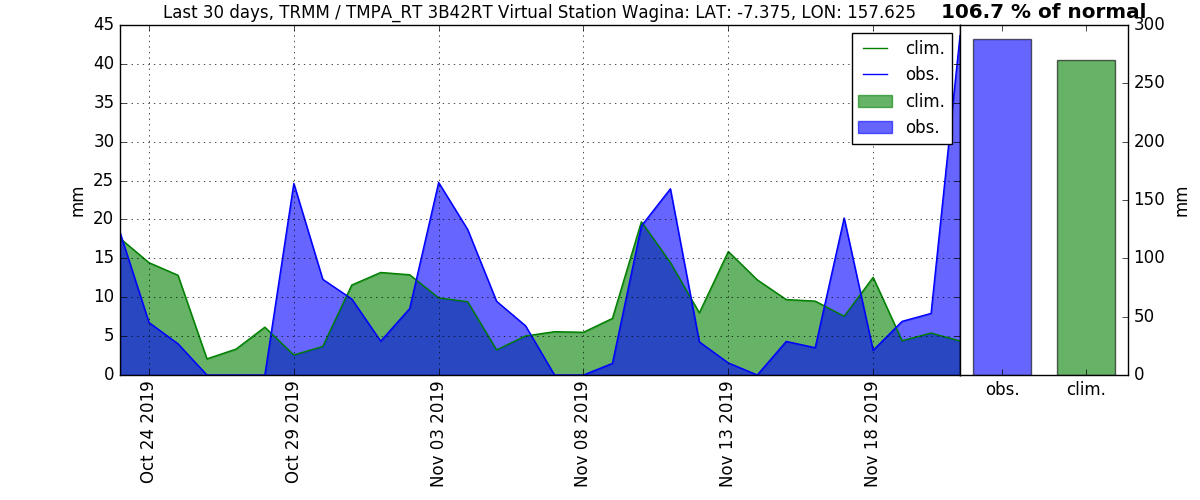 Last 30 days, TRMM / TMPA_RT 3B42RT Virtual Station Wagina: LAT: -7.375, LON: 157.625
106.7 % of normal
45
40
35
30
25
20
15
10
5
0
mm
clim.
obs.
clim.
obs.
300
250
200
150
100
50
0
mm
obs.
clim.
Oct 24 2019
Oct 29 2019
Nov 03 2019
Nov 08 2019
Nov 13 2019
Nov 18 2019